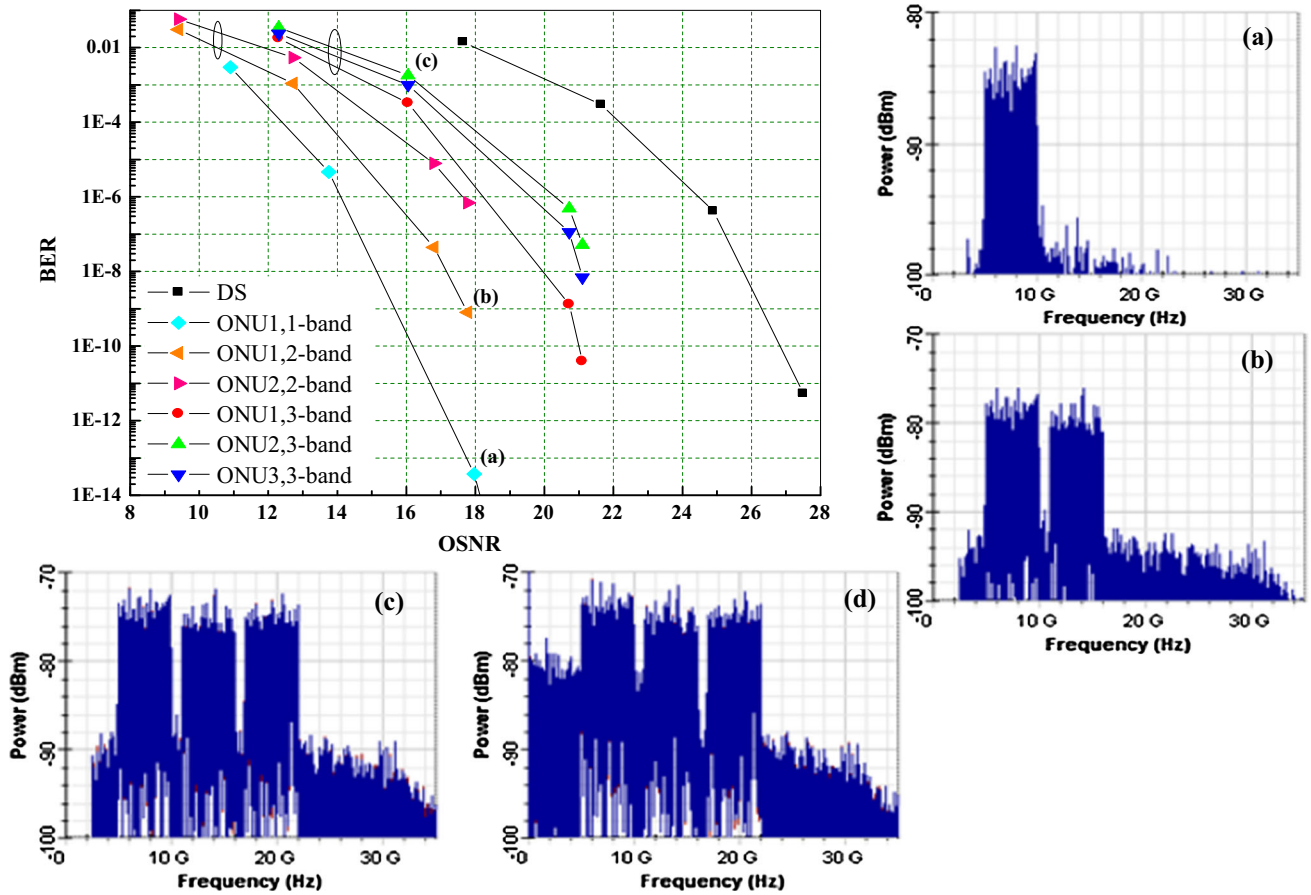 0.01
1E-4
1E-6
1E-8
1E-10
1E-12
1E-14
BER
8 10 12 14 16 18 20 22 24 26 28
OSNR
DS
ONU1,1-band
ONU1,2-band
ONU2,2-band
ONU1,3-band
ONU2,3-band
ONU3,3-band
(c)
(b)
(a)
(a)
Power (dBm)
-80
-90
-100
-0 10 G 20 G 30 G
Frequency (Hz)
(b)
Power (dBm)
-70
-80
-90
-100
-0 10 G 20 G 30 G
Frequency (Hz)
(c)
Power (dBm)
-70
-80
-90
-100
-0 10 G 20 G 30 G
Frequency (Hz)
(d)
Power (dBm)
-70
-80
-90
-100
-0 10 G 20 G 30 G
Frequency (Hz)